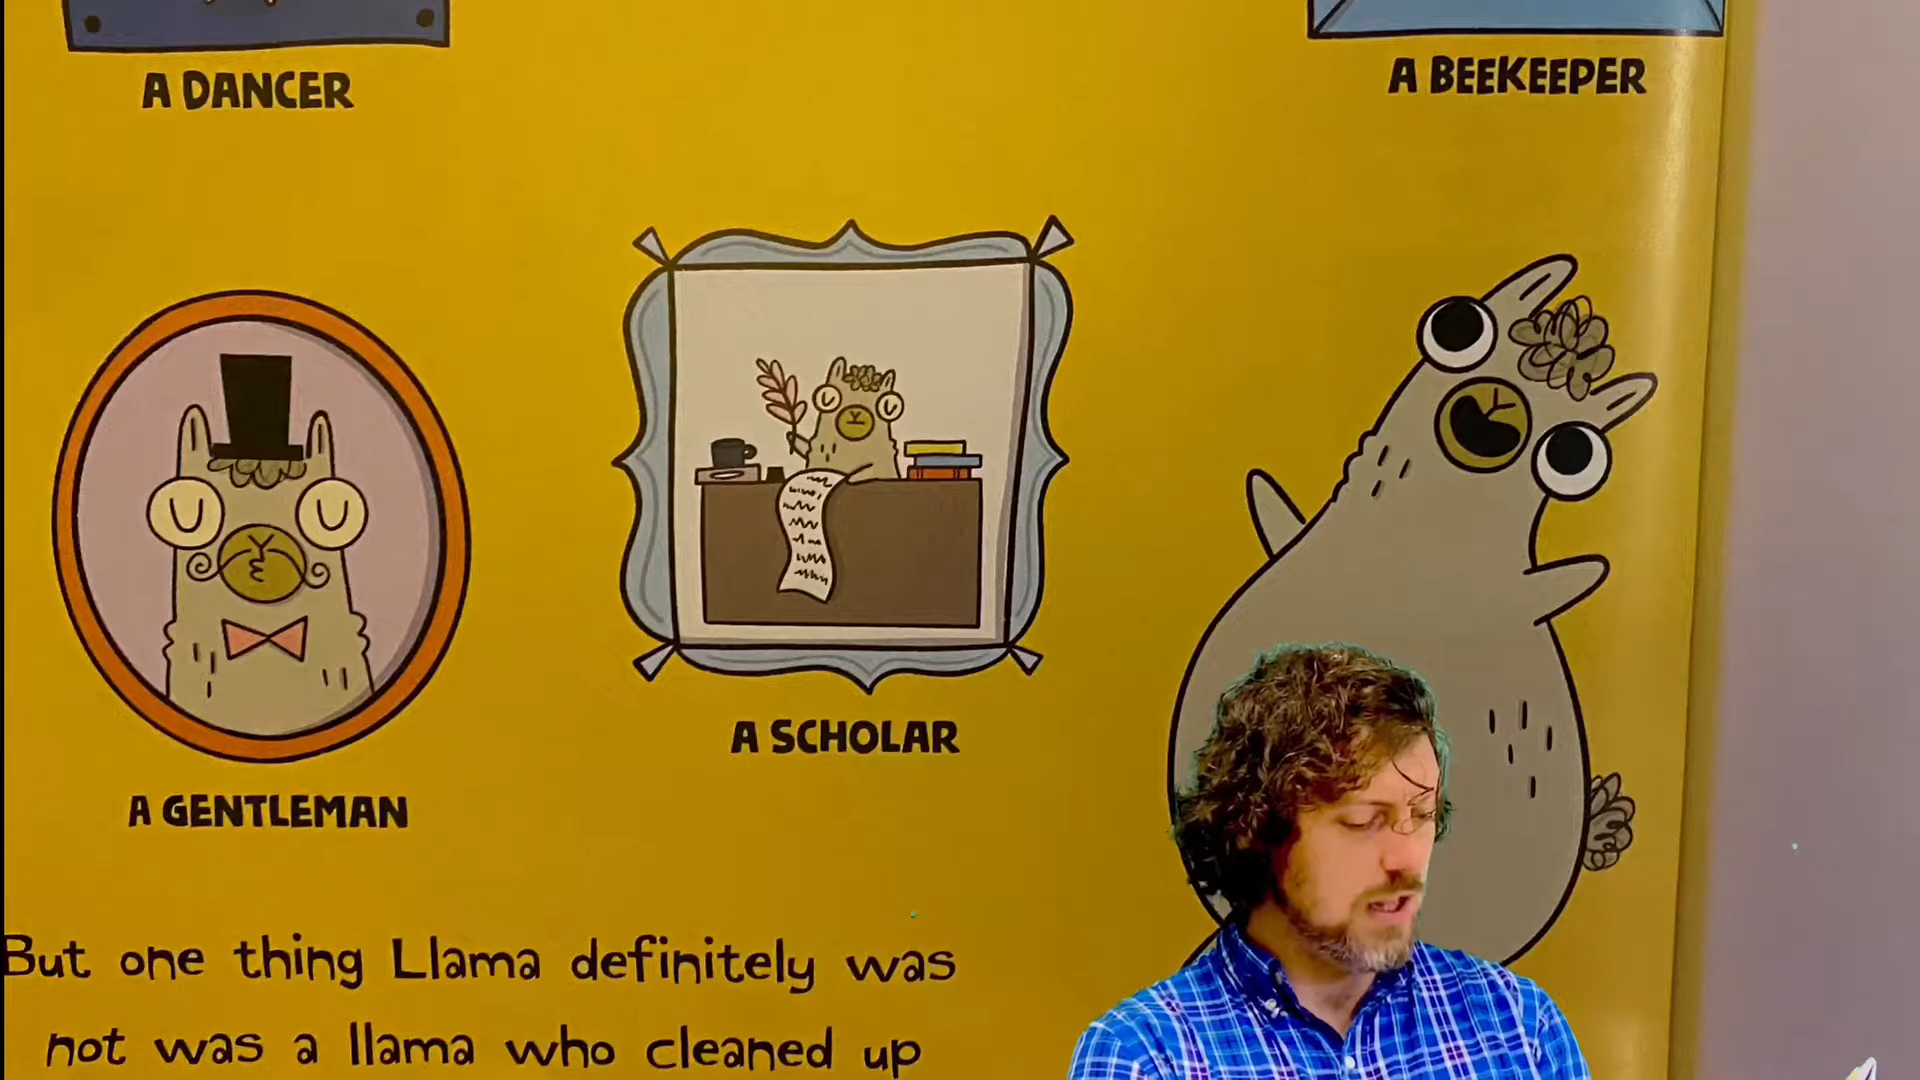 A DANCER
A BEEKEEPER
A SCHOLAR
A GENTLEMAN
But one thing Llama definitely was
not was a llama who cleaned up